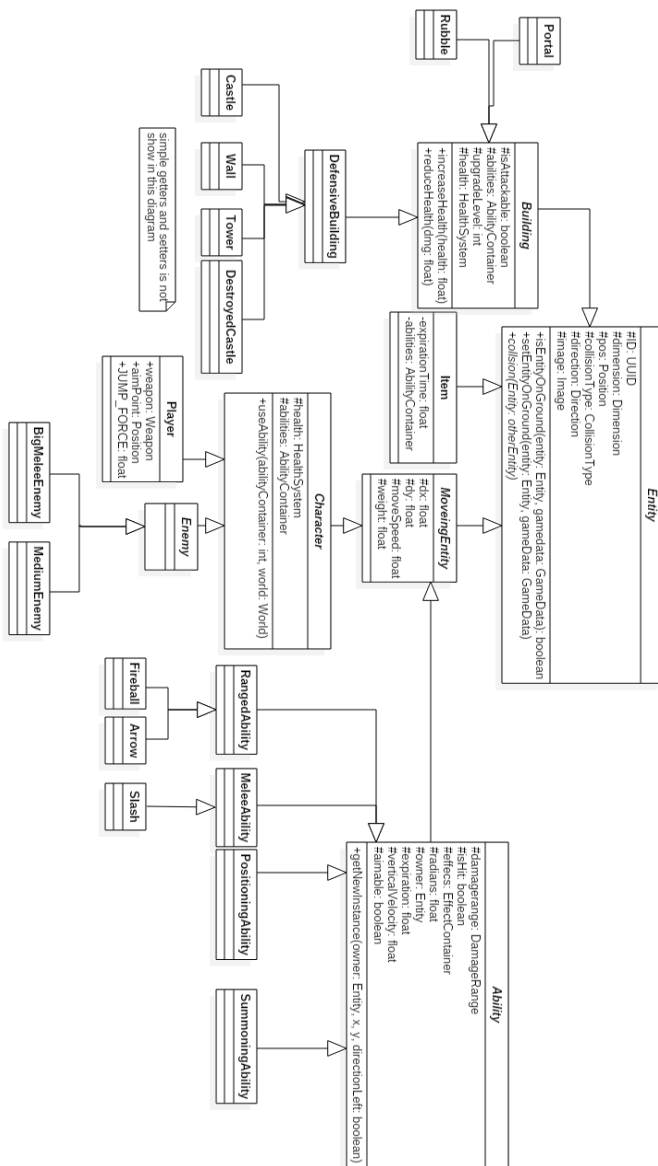 Entity
#ID: UUID
#dimension: Dimension
#pos: Position
#collisionType: CollisionType
#direction: Direction
#image: Image
+isEntityOnGround(entity: Entity, gamedata: GameData): boolean
+setEntityOnGround(entity: Entity, gameData: GameData)
+collsion(Entity: otherEntity)
Portal
Rubble
Building
#isAttackable: boolean
#abilities: AbilityContainer
#upgradeLevel: int
#health: HealthSystem
+increaseHealth(health: float)
+reduceHealth(dmg: float)
Item
-expirationTime: float
-abilities: AbilityContainer
MoveingEntity
#dx: float
#dy: float
#moveSpeed: float
#weight: float
Ability
#damagerange: DamageRange
#isHit: boolean
#effecs: EffectContainer
#radians: float
#owner: Entity
#expiration: float
#verticalVelocity: float
#aimable: boolean
+getNewInstance(owner: Entity, x, y, directionLeft: boolean)
DefensiveBuilding
Castle
Wall
Tower
DestroyedCastle
simple getters and setters is not
show in this diagram
Character
#health: HealthSystem
#abilities: AbilityContainer
+useAbility(abilityContainer: int, world: World)
Player
+weapon: Weapon
+aimPoint: Position
+JUMP_FORCE: float
Enemy
BigMeleeEnemy
MediumEnemy
RangedAbility
MeleeAbility
PositioningAbility
SummoningAbility
Fireball
Arrow
Slash